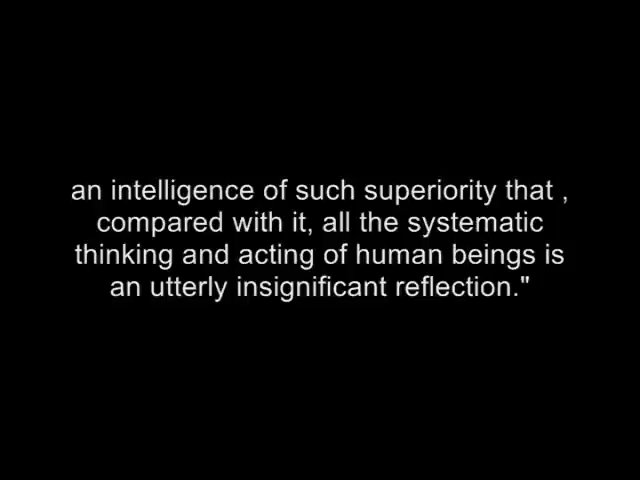 an intelligence of such superiority that ,
compared with it, all the systematic
thinking and acting of human beings is
an utterly insignificant reflection."